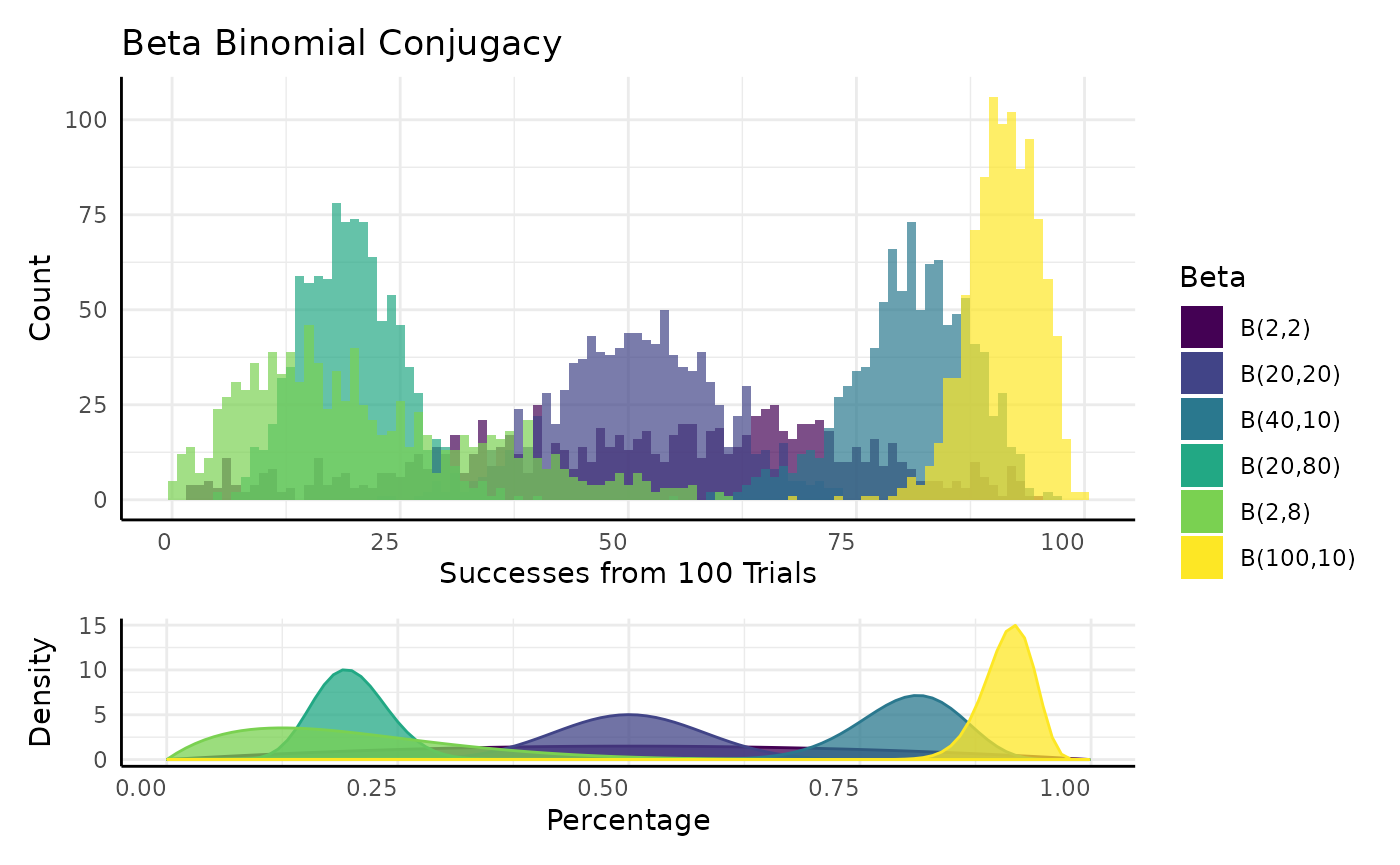 Beta Binomial Conjugacy
100
75
50
25
0
Count
0 25 50 75 100
Successes from 100 Trials
Beta
B(2,2)
B(20,20)
B(40,10)
B(20,80)
B(2,8)
B(100,10)
15
10
5
0
Density
0.00 0.25 0.50 0.75 1.00
Percentage